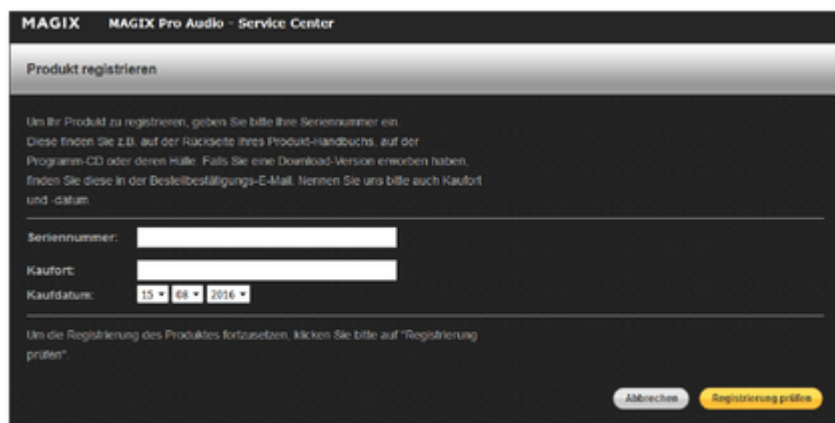 MAGIX MAGIX Pro Audio - Service Center
Produkt registrieren
Um Ihr Produkt zu registrieren, geben Sie bitte Ihre Seriennummer ein.
Diese finden Sie z.B. auf der Rückseite Ihres Produkt-Handbuchs, auf der
Programm-CD oder deren Hülle. Falls Sie eine Download-Version erworben haben,
finden Sie diese in der Bestellbestätigungs-E-Mail. Nennen Sie uns bitte auch Kaufort
und -datum.
Seriennummer:
Kaufort:
Kaufdatum: 15 08 2016
Um die Registrierung des Produktes fortzusetzen, klicken Sie bitte auf "Registrierung
prüfen".
Abbrechen Registrierung prüfen